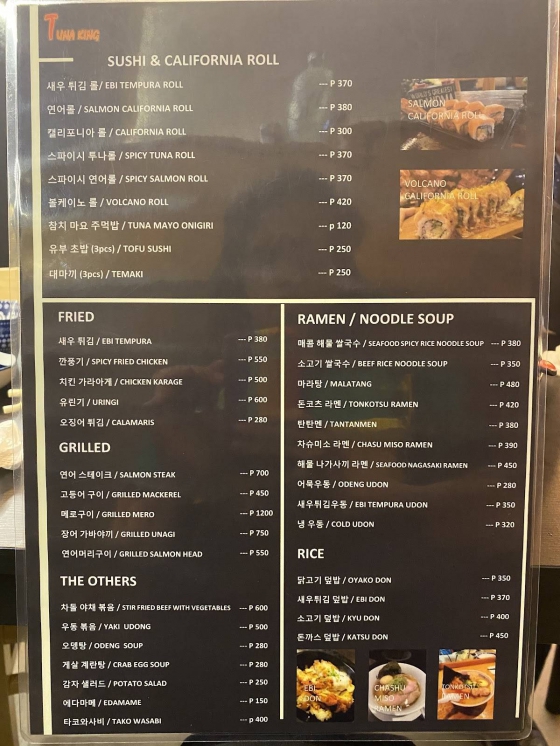 TUNA KING
SUSHI & CALIFORNIA ROLL
새우 튀김 롤/ EBI TEMPURA ROLL --- P 370
연어롤 / SALMON CALIFORNIA ROLL --- P 380
캘리포니아 롤 / CALIFORNIA ROLL --- P 300
스파이시 투나롤 / SPICY TUNA ROLL --- P 370
스파이시 연어롤 / SPICY SALMON ROLL --- P 370
볼케이노 롤 / VOLCANO ROLL --- P 420
참치 마요 주먹밥 / TUNA MAYO ONIGIRI --- p 120
유부 초밥 (3pcs) / TOFU SUSHI --- P 250
대마끼 (3pcs) / TEMAKI --- P 250
SALMON
CALIFORNIA ROLL
VOLCANO
CALIFORNIA ROLL
FRIED
새우 튀김 / EBI TEMPURA --- P 380
깐풍기 / SPICY FRIED CHICKEN --- P 550
치킨 가라아게 / CHICKEN KARAGE --- P 500
유린기 / URINGI --- P 600
오징어 튀김 / CALAMARIS --- P 280
GRILLED
연어 스테이크 / SALMON STEAK --- P 700
고등어 구이 / GRILLED MACKEREL --- P 450
메로구이 / GRILLED MERO --- P 1200
장어 가바야끼 / GRILLED UNAGI --- P 750
연어머리구이 / GRILLED SALMON HEAD --- P 550
THE OTHERS
차돌 야채 볶음 / STIR FRIED BEEF WITH VEGETABLES --- P 600
우동 볶음 / YAKI UDONG --- P 500
오뎅탕 / ODENG SOUP --- P 280
게살 계란탕 / CRAB EGG SOUP --- P 280
감자 샐러드 / POTATO SALAD --- P 250
에다마메 / EDAMAME --- P 150
타코와사비 / TAKO WASABI --- p 400
RAMEN / NOODLE SOUP
매콤 해물 쌀국수 / SEAFOOD SPICY RICE NOODLE SOUP --- P 380
소고기 쌀국수 / BEEF RICE NOODLE SOUP --- P 350
마라탕 / MALATANG --- P 480
돈코츠 라멘 / TONKOTSU RAMEN --- P 420
탄탄멘 / TANTANMEN --- P 380
차슈미소 라멘 / CHASU MISO RAMEN --- P 390
해물 나가사끼 라멘 / SEAFOOD NAGASAKI RAMEN --- P 450
어묵우동 / ODENG UDON --- P 280
새우튀김우동 / EBI TEMPURA UDON --- P 350
냉 우동 / COLD UDON --- P 320
RICE
닭고기 덮밥 / OYAKO DON --- P 350
새우튀김 덮밥 / EBI DON --- P 370
소고기 덮밥 / KYU DON --- P 400
돈까스 덮밥 / KATSU DON --- P 450
EBI
DON
CHASHU
MISO
RAMEN
RAMEN